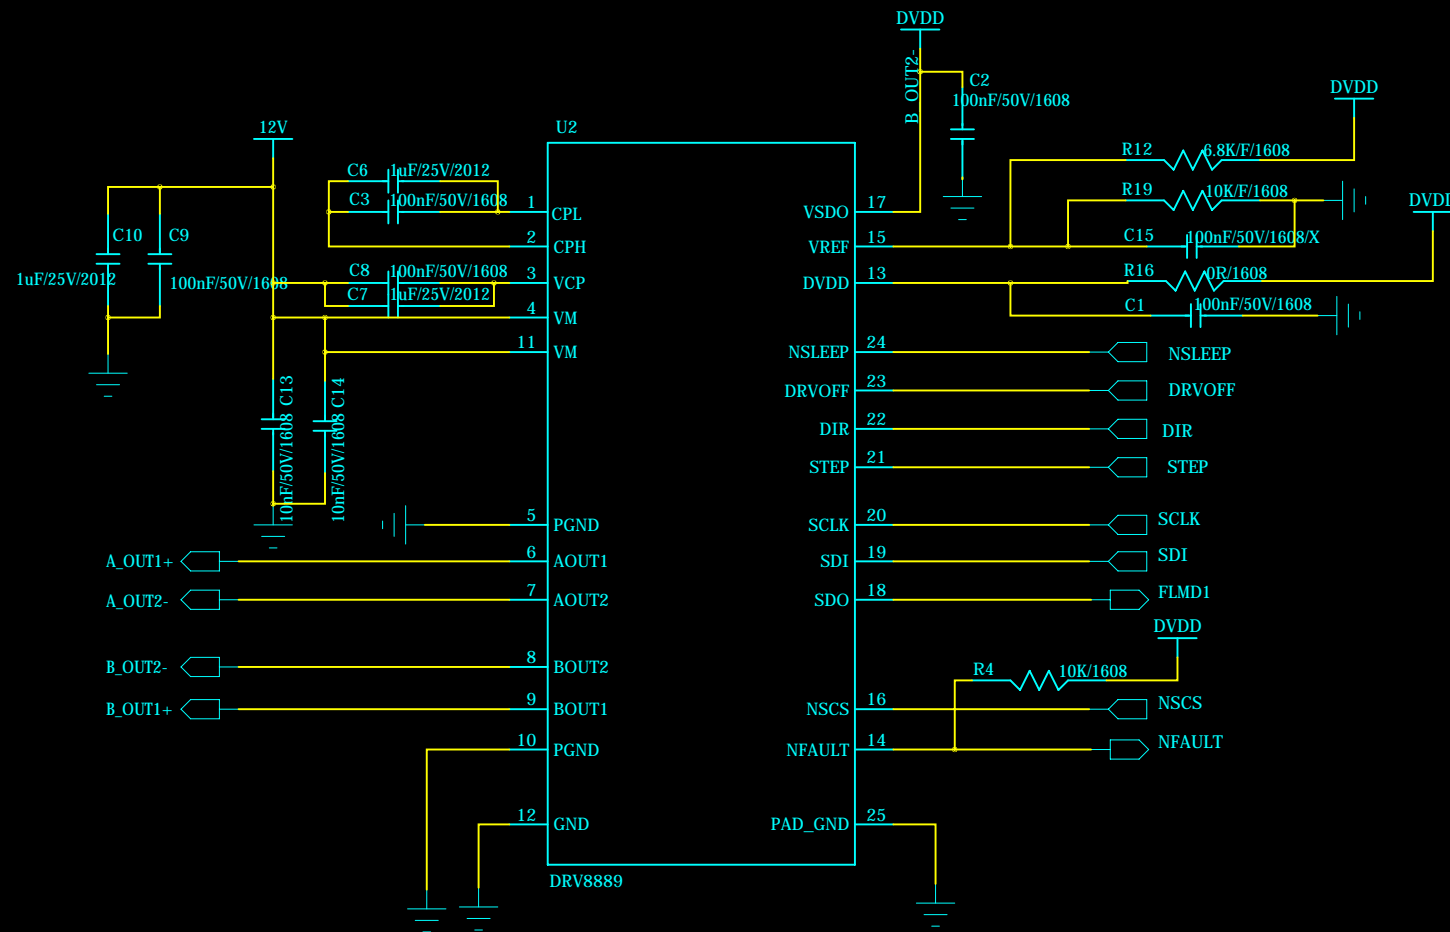 DVDD
B_OUT2-
C2
100nF/50V/1608
DVDD
12V
U2
R12
6.8K/F/1608
C6
1uF/25V/2012
C3
100nF/50V/1608
1
CPL
2
CPH
R19
10K/F/1608
17
VSDO
15
VREF
C15
100nF/50V/1608/X
C10
C9
1uF/25V/2012
100nF/50V/1608
C8
100nF/50V/1608
C7
1uF/25V/2012
3
VCP
4
VM
11
VM
13
DVDD
R16
0R/1608
C1
100nF/50V/1608
DVDD
24
NSLEEP
NSLEEP
23
DRVOFF
DRVOFF
22
DIR
DIR
21
STEP
STEP
10nF/50V/1608 C13
10nF/50V/1608 C14
5
PGND
20
SCLK
SCLK
A_OUT1+
6
AOUT1
19
SDI
SDI
A_OUT2-
7
AOUT2
18
SDO
FLMD1
DVDD
B_OUT2-
8
BOUT2
R4
10K/1608
B_OUT1+
9
BOUT1
16
NSCS
NSCS
10
PGND
14
NFAULT
NFAULT
12
GND
25
PAD_GND
DRV8889